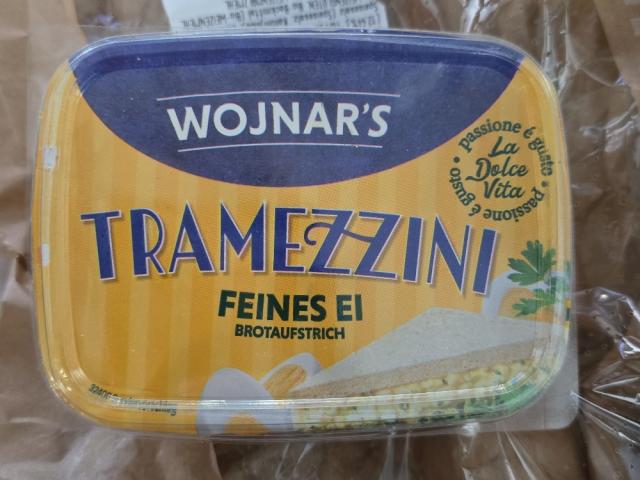 WOJNAR'S
passione é gusto • passione é gusto •
La
Dolce
Vita
TRAMEZZINI
FEINES EI
BROTAUFSTRICH